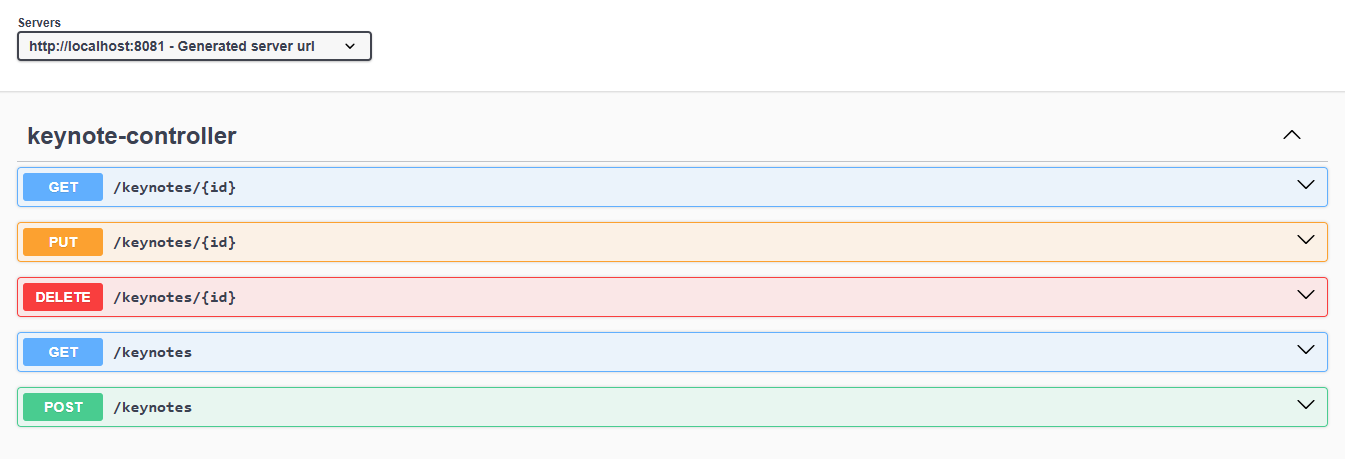 Servers
http://localhost:8081 - Generated server url
keynote-controller
GET /keynotes/{id}
PUT /keynotes/{id}
DELETE /keynotes/{id}
GET /keynotes
POST /keynotes